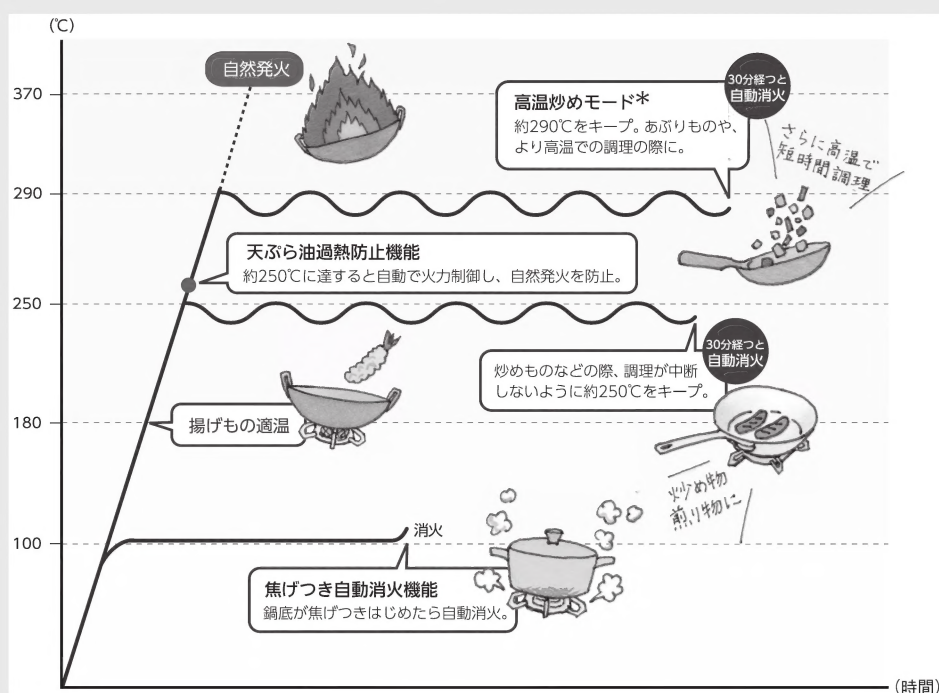 (℃)
自然発火
370
高温炒めモード*
約290℃をキープ。あぶりものや、
より高温での調理の際に。
30分経つと
自動消火
さらに高温で
短時間調理
290
天ぷら油過熱防止機能
約250℃に達すると自動で火力制御し、自然発火を防止。
250
炒めものなどの際、調理が中断
しないように約250℃をキープ。
30分経つと
自動消火
180
揚げもの適温
炒め物
煎り物に
100
消火
焦げつき自動消火機能
鍋底が焦げつきはじめたら自動消火。
(時間)